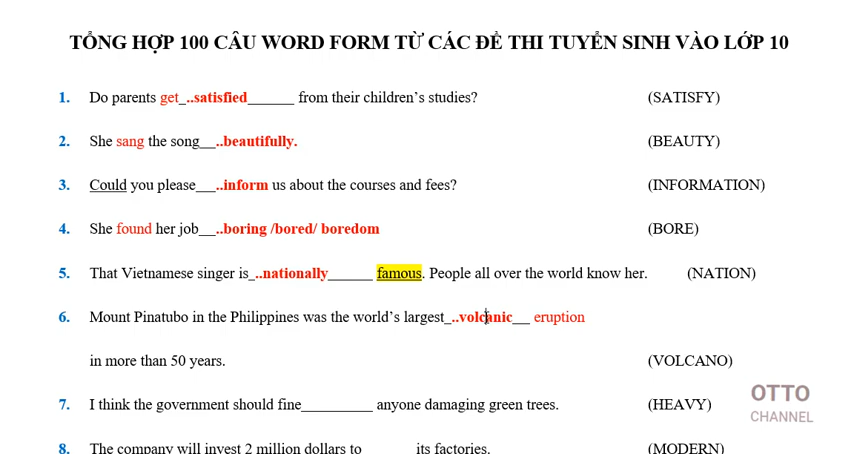 TỔNG HỢP 100 CÂU WORD FORM TỪ CÁC ĐỀ THI TUYỂN SINH VÀO LỚP 10
1. Do parents get_..satisfied______ from their children's studies? (SATISFY)
2. She sang the song__..beautifully. (BEAUTY)
3. Could you please__..inform us about the courses and fees? (INFORMATION)
4. She found her job__..boring /bored/ boredom (BORE)
5. That Vietnamese singer is_..nationally______ famous. People all over the world know her. (NATION)
6. Mount Pinatubo in the Philippines was the world's largest_..volcanic__ eruption
in more than 50 years. (VOLCANO)
7. I think the government should fine_________ anyone damaging green trees. (HEAVY)
OTTO
CHANNEL
8. The company will invest 2 million dollars to ______ its factories. (MODERN)